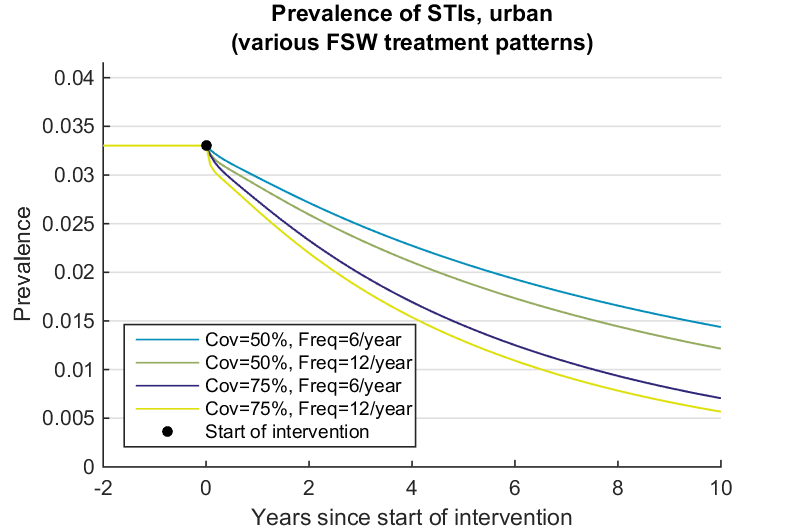 Prevalence of STIs, urban
(various FSW treatment patterns)
0.04
0.035
0.03
0.025
0.02
0.015
0.01
0.005
0
Prevalence
Cov=50%, Freq=6/year
Cov=50%, Freq=12/year
Cov=75%, Freq=6/year
Cov=75%, Freq=12/year
Start of intervention
-2 0 2 4 6 8 10
Years since start of intervention